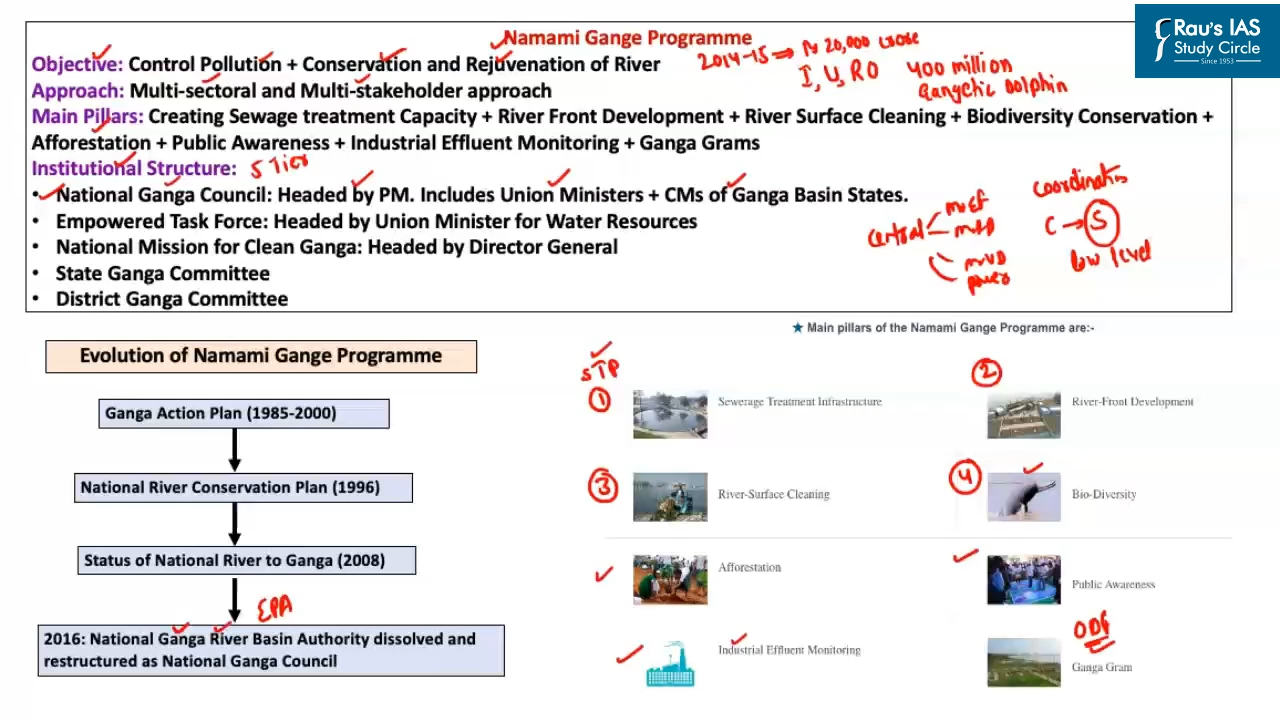 Rau's IAS
Study Circle
Since 1953
Namami Gange Programme
2014-15 → ₹ 20,000 crore
Objective: Control Pollution + Conservation and Rejuvenation of River
I, U, R O 400 million
Approach: Multi-sectoral and Multi-stakeholder approach
Gangetic Dolphin
Main Pillars: Creating Sewage treatment Capacity + River Front Development + River Surface Cleaning + Biodiversity Conservation +
Afforestation + Public Awareness + Industrial Effluent Monitoring + Ganga Grams
Institutional Structure: 5 Tier
• National Ganga Council: Headed by PM. Includes Union Ministers + CMs of Ganga Basin States.
coordination
• Empowered Task Force: Headed by Union Minister for Water Resources
Central
C → S
• National Mission for Clean Ganga: Headed by Director General
low level
• State Ganga Committee
power
• District Ganga Committee
★ Main pillars of the Namami Gange Programme are:-
Evolution of Namami Gange Programme
Ganga Action Plan (1985-2000)
National River Conservation Plan (1996)
Status of National River to Ganga (2008)
EPA
2016: National Ganga River Basin Authority dissolved and
restructured as National Ganga Council
STP
1 Sewerage Treatment Infrastructure
2 River-Front Development
3 River-Surface Cleaning
4 Bio-Diversity
Afforestation
Public Awareness
Industrial Effluent Monitoring
ODF
Ganga Gram